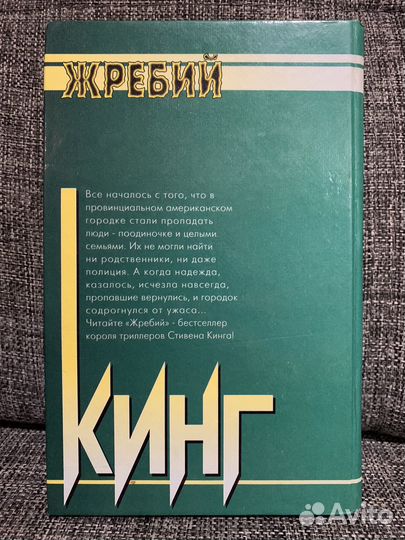 ЖРЕБИЙ
Все началось с того, что в
провинциальном американском
городке стали пропадать
люди - поодиночке и целыми
семьями. Их не могли найти
ни родственники, ни даже
полиция. А когда надежда,
казалось, исчезла навсегда,
пропавшие вернулись, и городок
содрогнулся от ужаса...
Читайте «Жребий» - бестселлер
короля триллеров Стивена Кинга!
КИНГ
Avito